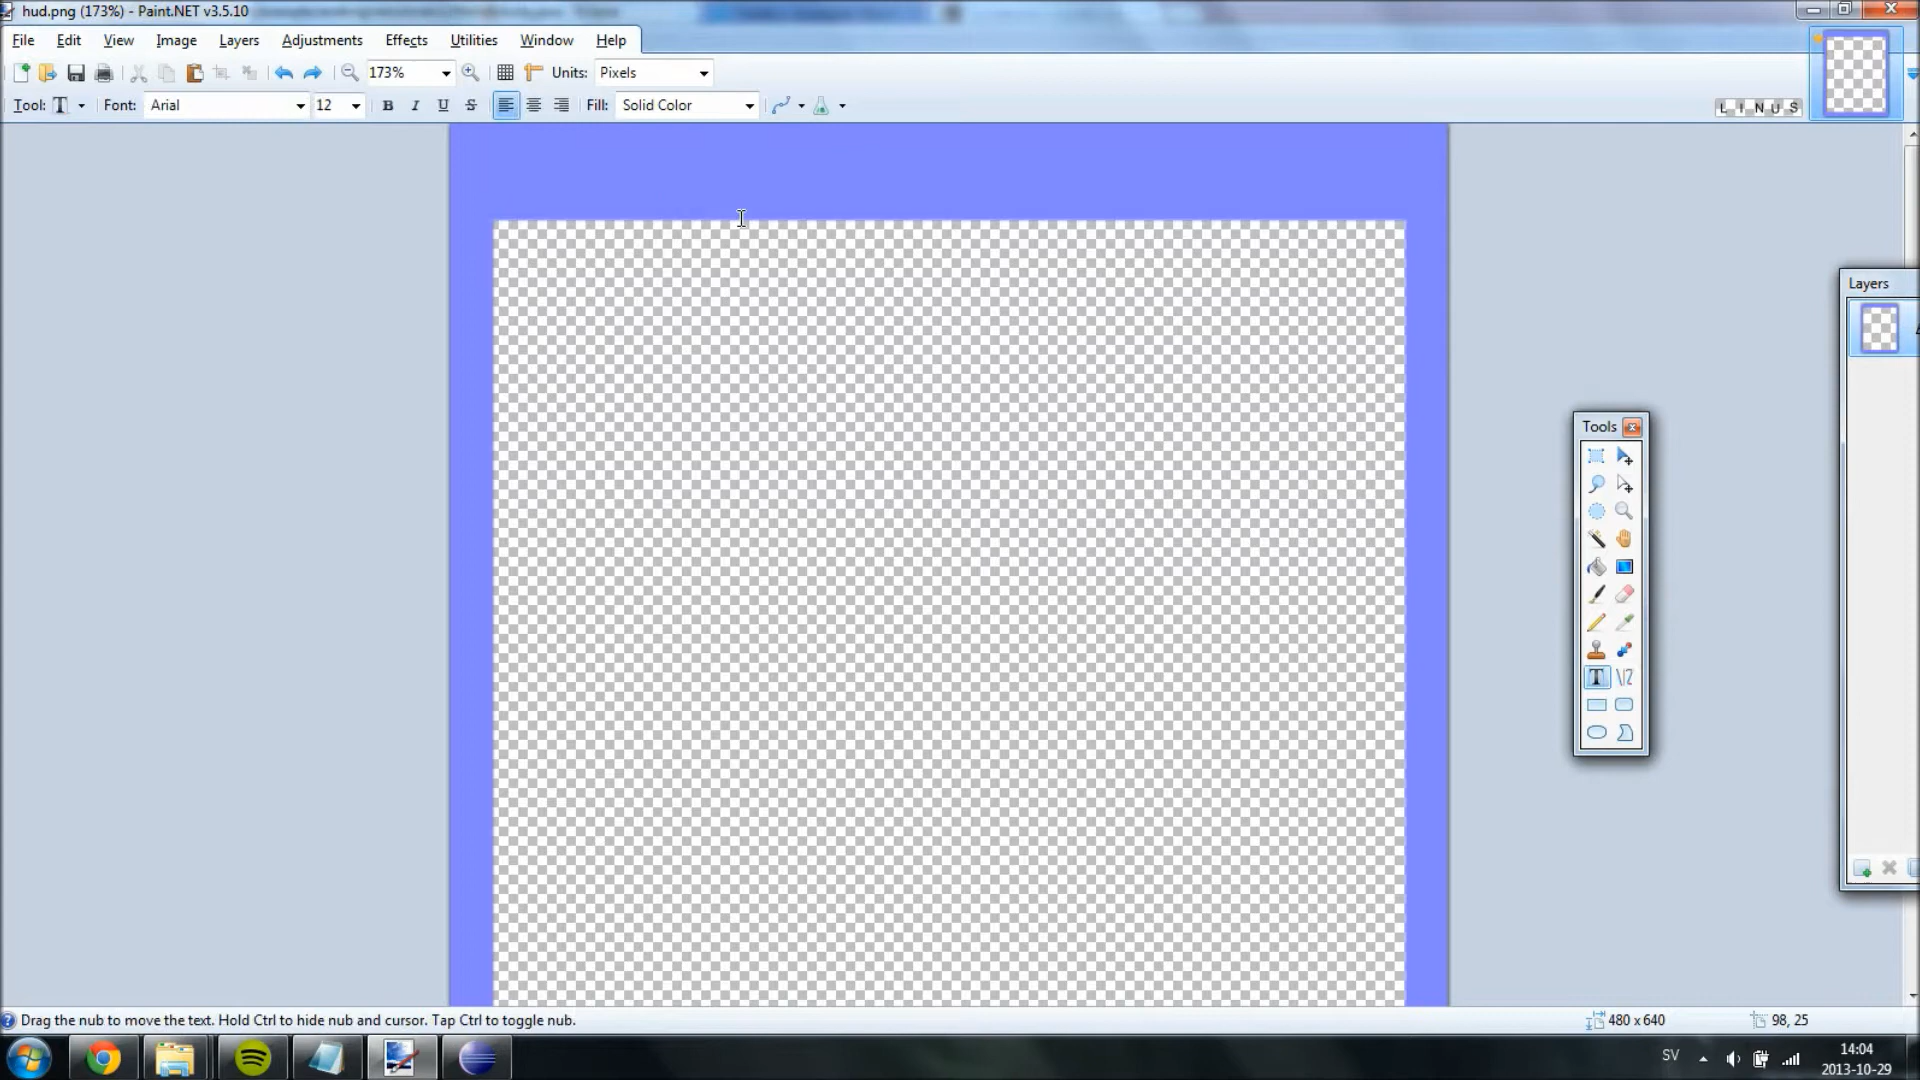 hud.png (173%) - Paint.NET v3.5.10
File Edit View Image Layers Adjustments Effects Utilities Window Help
173% Units: Pixels
Tool: T Font: Arial 12 B I U S Fill: Solid Color
L I N U S
Layers
Tools
T
Drag the nub to move the text. Hold Ctrl to hide nub and cursor. Tap Ctrl to toggle nub.
480 x 640
98, 25
SV
14:04
2013-10-29